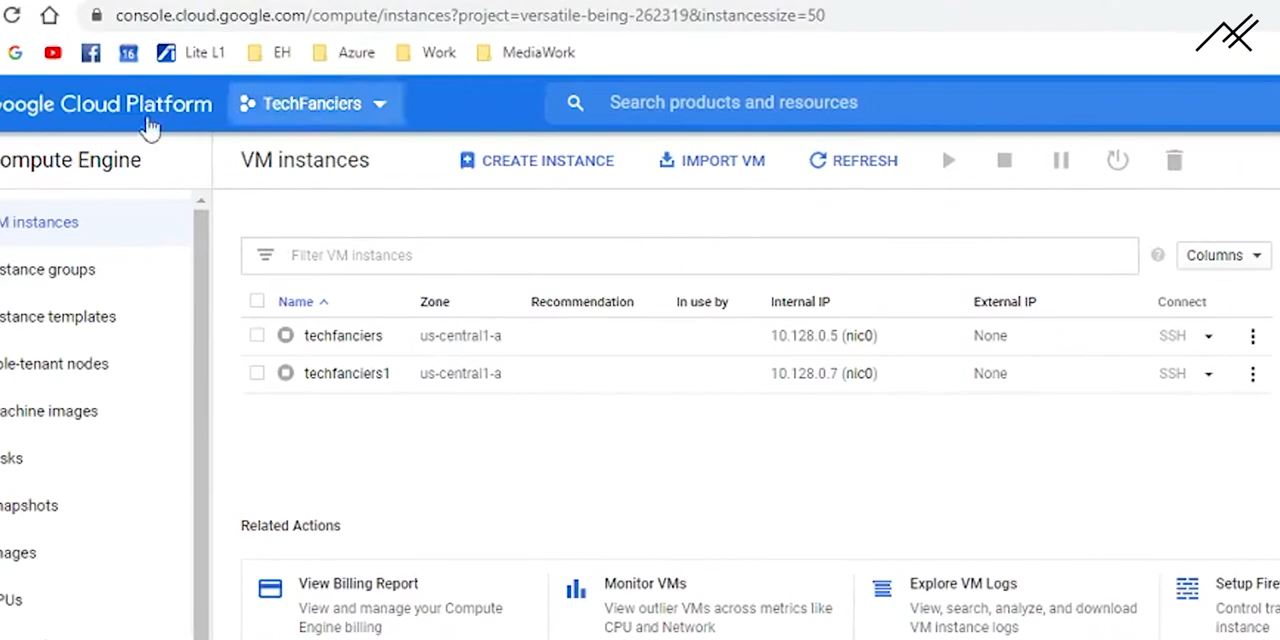 console.cloud.google.com/compute/instances?project=versatile-being-262319&instancessize=50
G f 16 Lite L1 EH Azure Work MediaWork
oogle Cloud Platform TechFanciers Search products and resources
ompute Engine VM instances CREATE INSTANCE IMPORT VM REFRESH
M instances
stance groups
stance templates
ole-tenant nodes
achine images
sks
napshots
nages
PUs
Filter VM instances Columns
Name Zone Recommendation In use by Internal IP External IP Connect
techfanciers us-central1-a 10.128.0.5 (nic0) None SSH
techfanciers1 us-central1-a 10.128.0.7 (nic0) None SSH
Related Actions
View Billing Report
View and manage your Compute
Engine billing
Monitor VMs
View outlier VMs across metrics like
CPU and Network
Explore VM Logs
View, search, analyze, and download
VM instance logs
Setup Fire
Control tra
instance